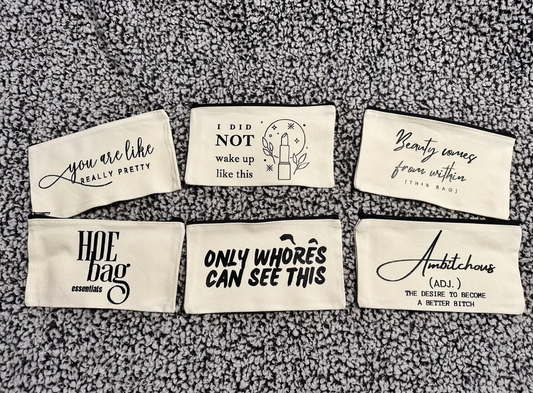 you are like
REALLY PRETTY
I DID
NOT
wake up
like this
Beauty comes
from within
(THIS BAG)
HOE
bag
essentials
ONLY WHÒRÊS
CAN SEE THIS
Ambitchous
(ADJ.)
THE DESIRE TO BECOME
A BETTER BITCH